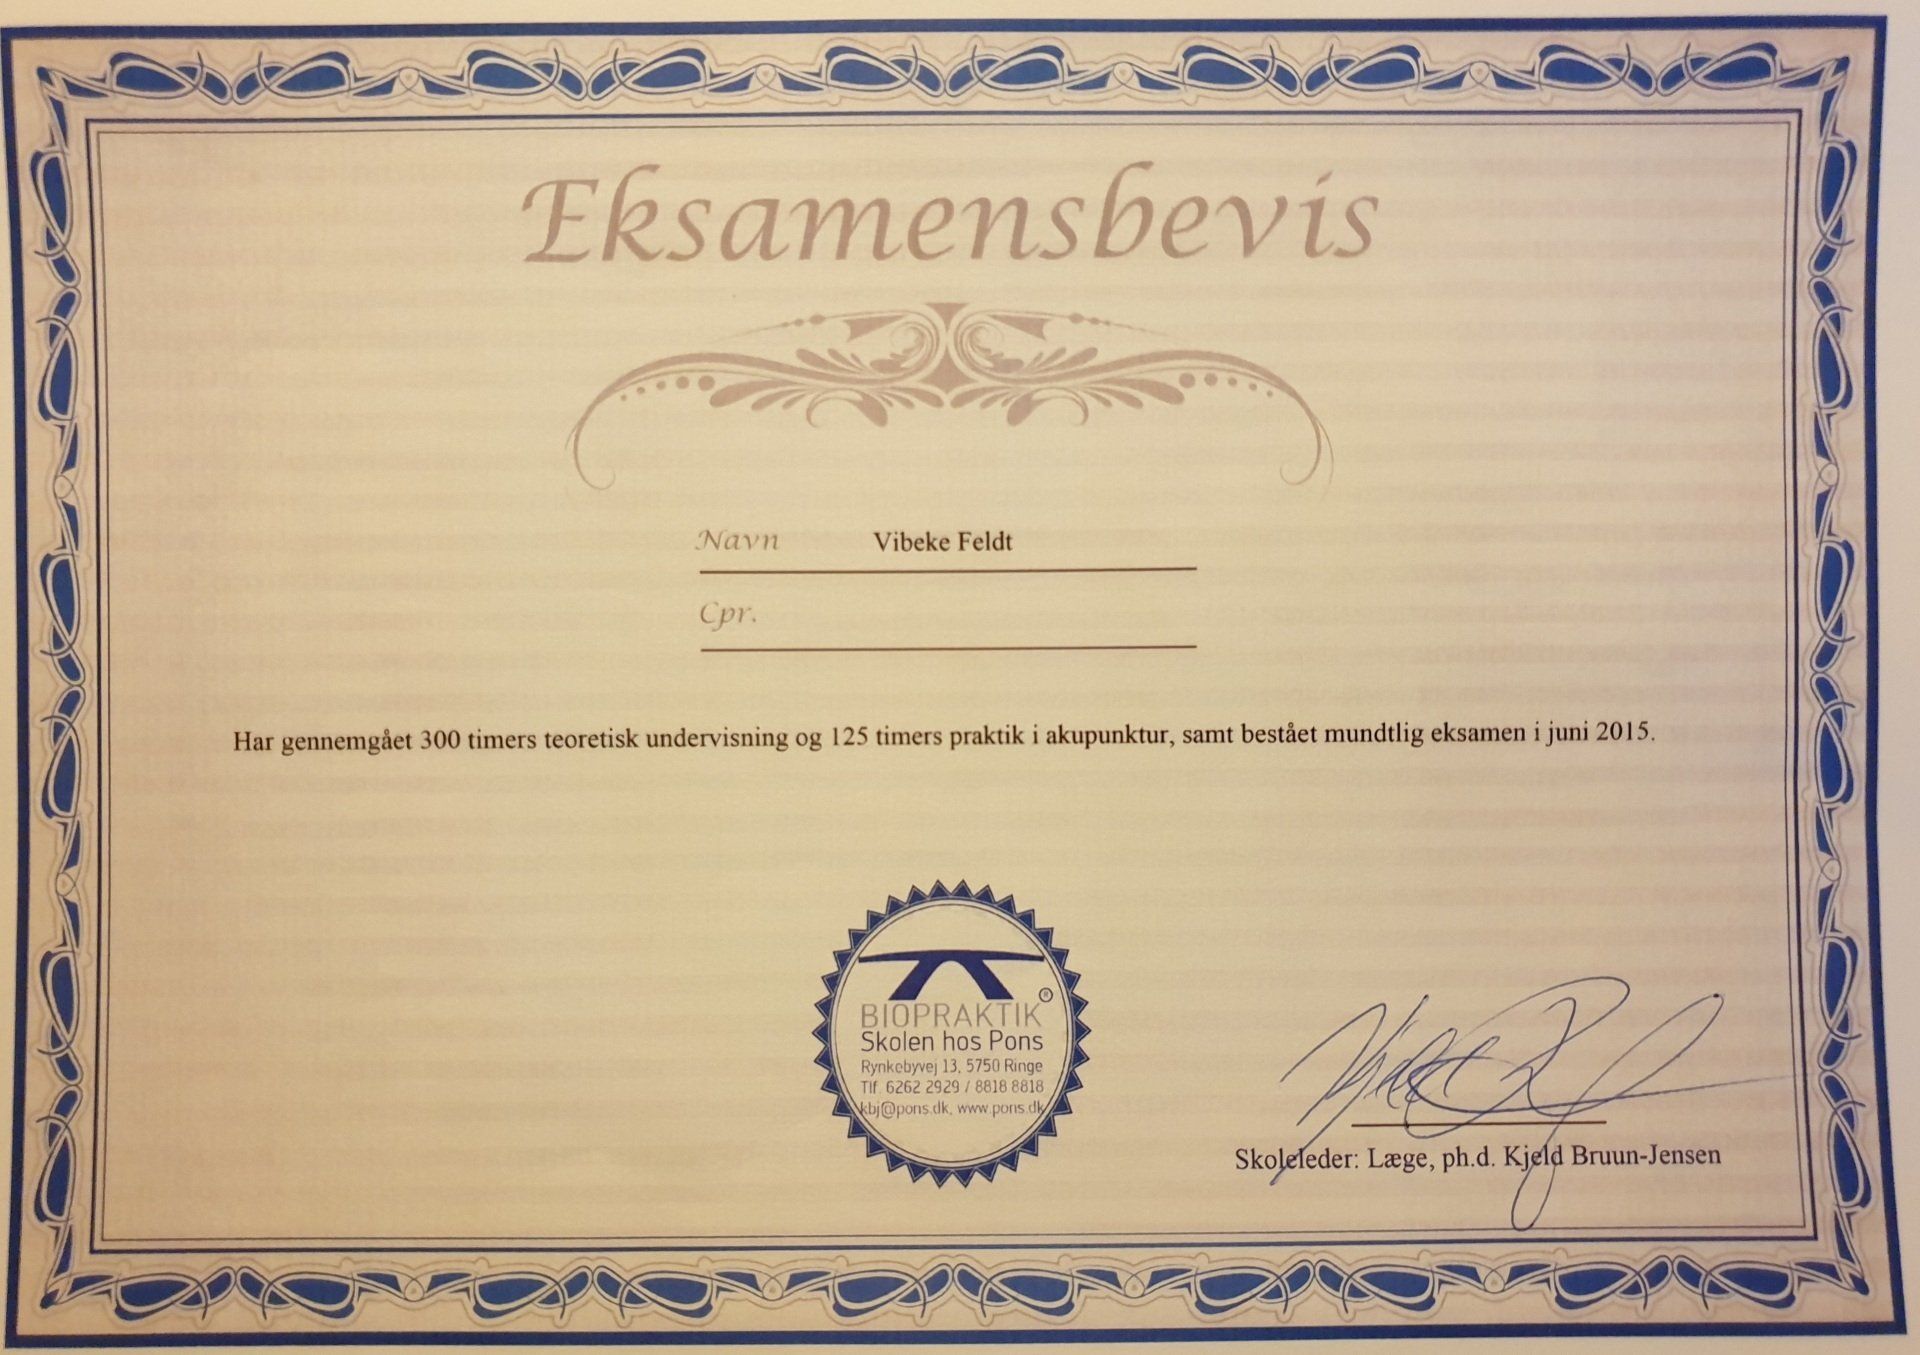 Eksamensbevis
Navn Vibeke Feldt
Cpr.
Har gennemgået 300 timers teoretisk undervisning og 125 timers praktik i akupunktur, samt bestået mundtlig eksamen i juni 2015.
BIOPRAKTIK®
Skolen hos Pons
Rynkebyvej 13, 5750 Ringe
Tlf. 6262 2929 / 8818 8818
kbj@pons.dk, www.pons.dk
Skoleleder: Læge, ph.d. Kjeld Bruun-Jensen